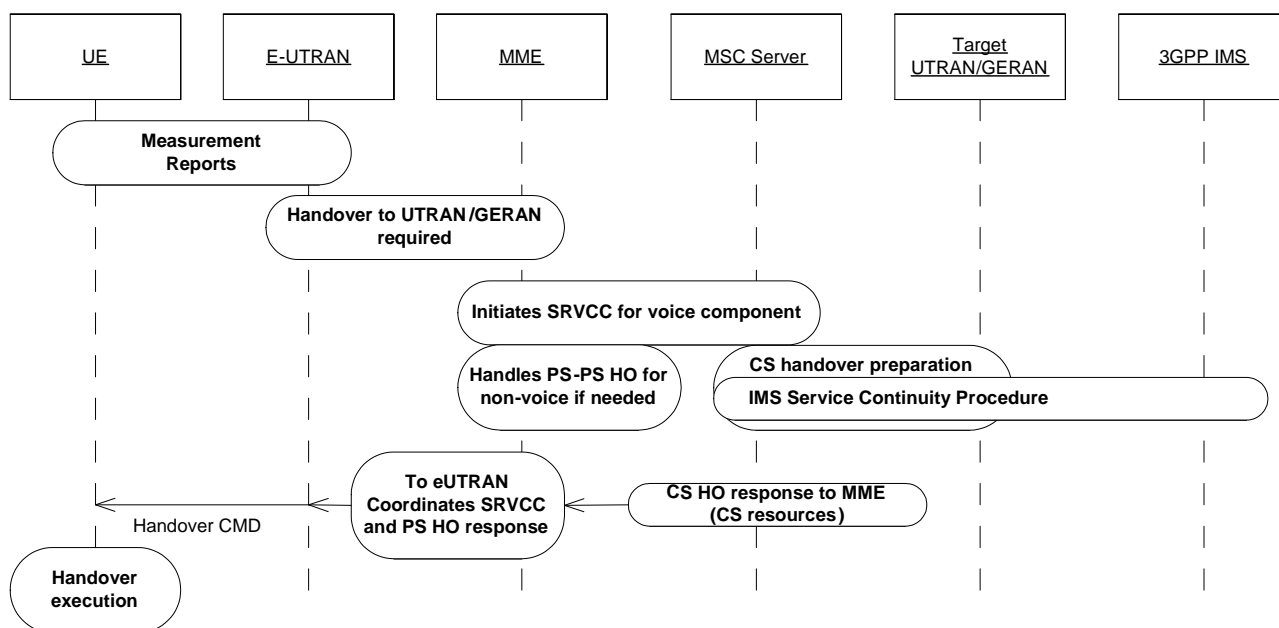 UE
E-UTRAN
MME
MSC Server
Target
UTRAN/GERAN
3GPP IMS
Measurement
Reports
Handover to UTRAN/GERAN
required
Initiates SRVCC for voice component
Handles PS-PS HO for
non-voice if needed
CS handover preparation
IMS Service Continuity Procedure
To eUTRAN
Coordinates SRVCC
and PS HO response
CS HO response to MME
(CS resources)
Handover CMD
Handover
execution